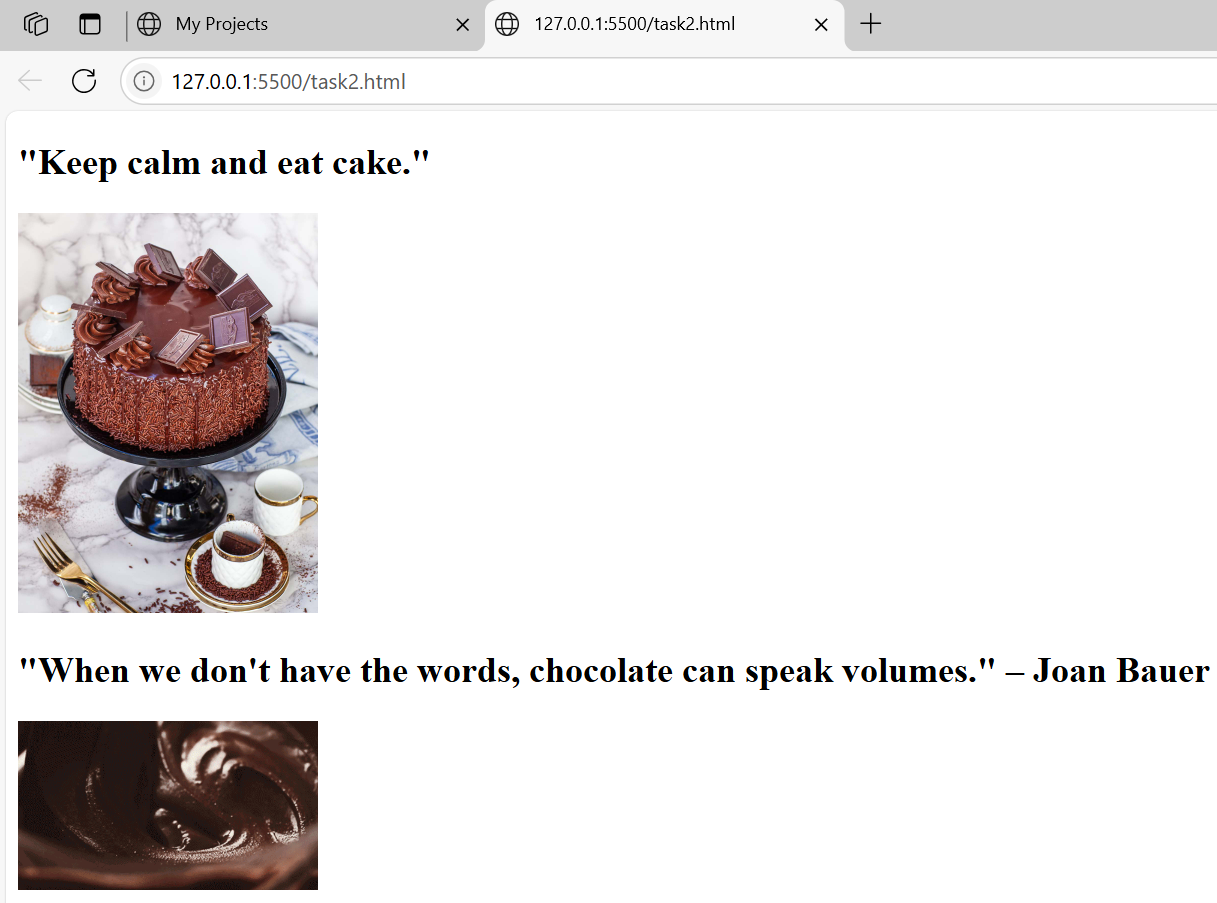 My Projects
127.0.0.1:5500/task2.html
127.0.0.1:5500/task2.html
"Keep calm and eat cake."
"When we don't have the words, chocolate can speak volumes." – Joan Bauer